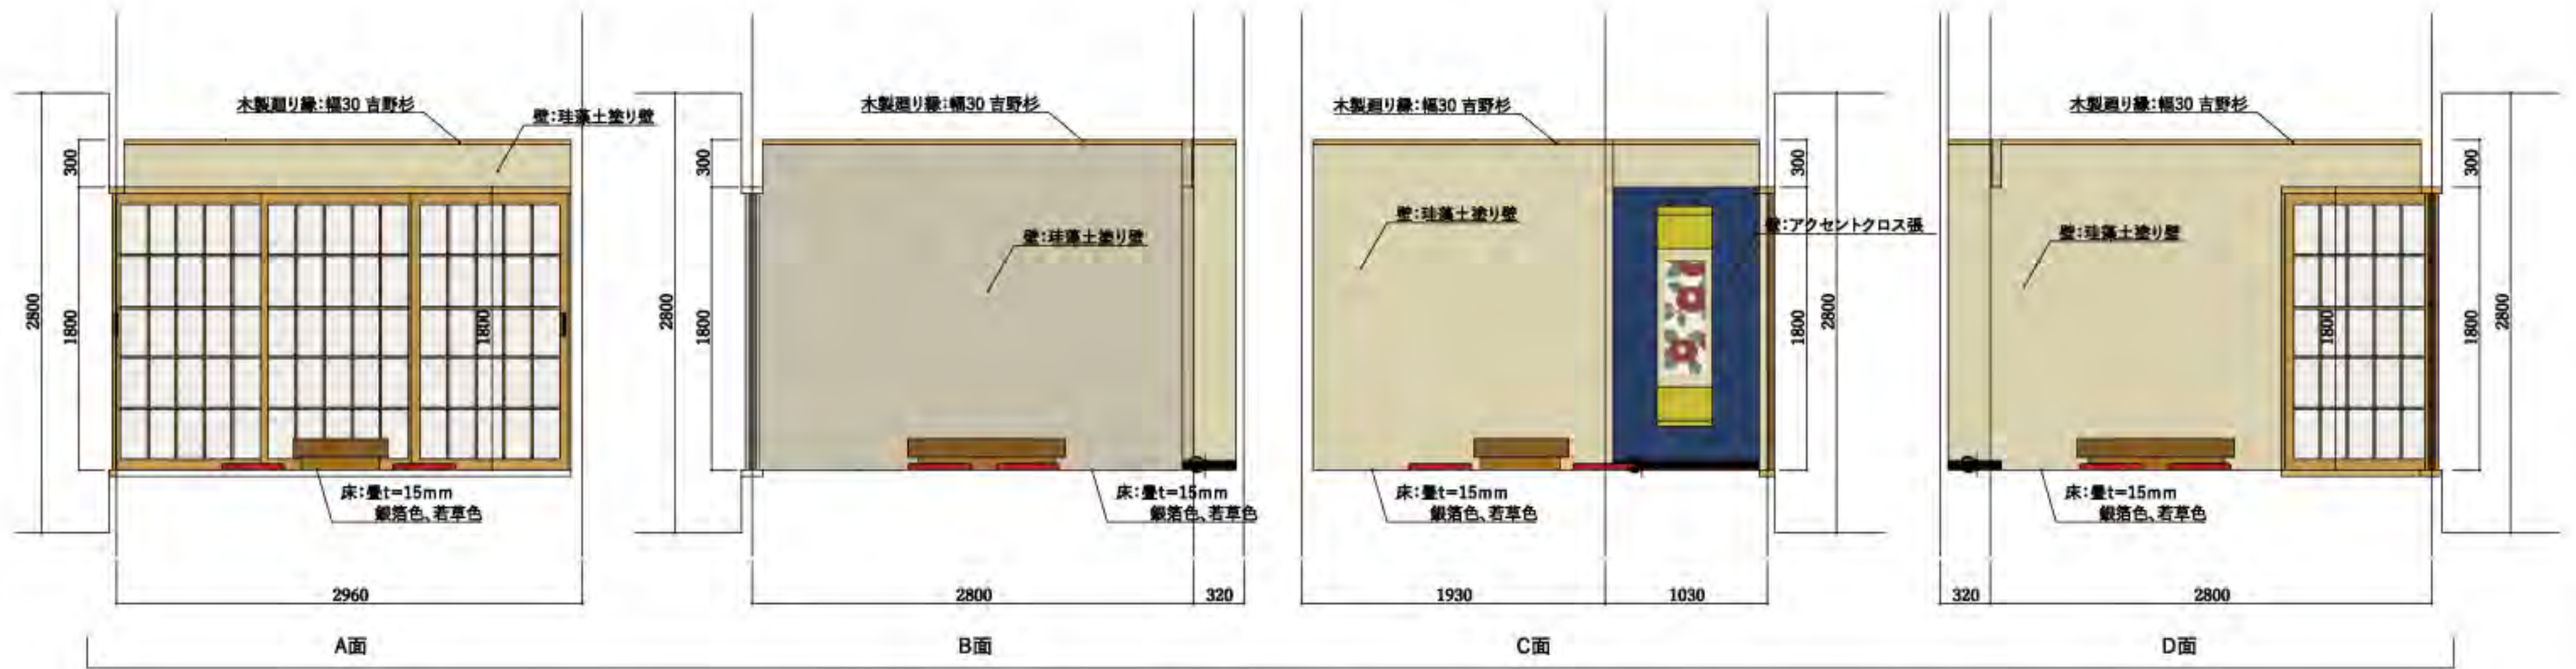 木製廻り縁：幅30 吉野杉
壁：珪藻土塗り壁
300
2800
1800
1800
床：畳t=15mm
銀箔色、若草色
2960
A面
木製廻り縁：幅30 吉野杉
300
壁：珪藻土塗り壁
2800
1800
床：畳t=15mm
銀箔色、若草色
2800
320
B面
木製廻り縁：幅30 吉野杉
300
壁：珪藻土塗り壁
壁：アクセントクロス張
1800
2800
床：畳t=15mm
銀箔色、若草色
1930
1030
C面
木製廻り縁：幅30 吉野杉
300
壁：珪藻土塗り壁
1800
1800
2800
床：畳t=15mm
銀箔色、若草色
320
2800
D面